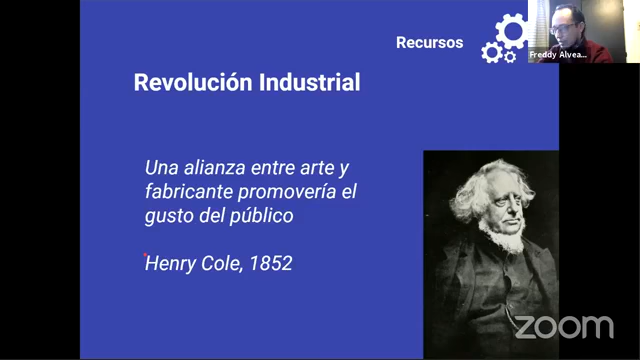 Recursos
Freddy Alvea...
Revolución Industrial
Una alianza entre arte y
fabricante promovería el
gusto del público
Henry Cole, 1852
zoom